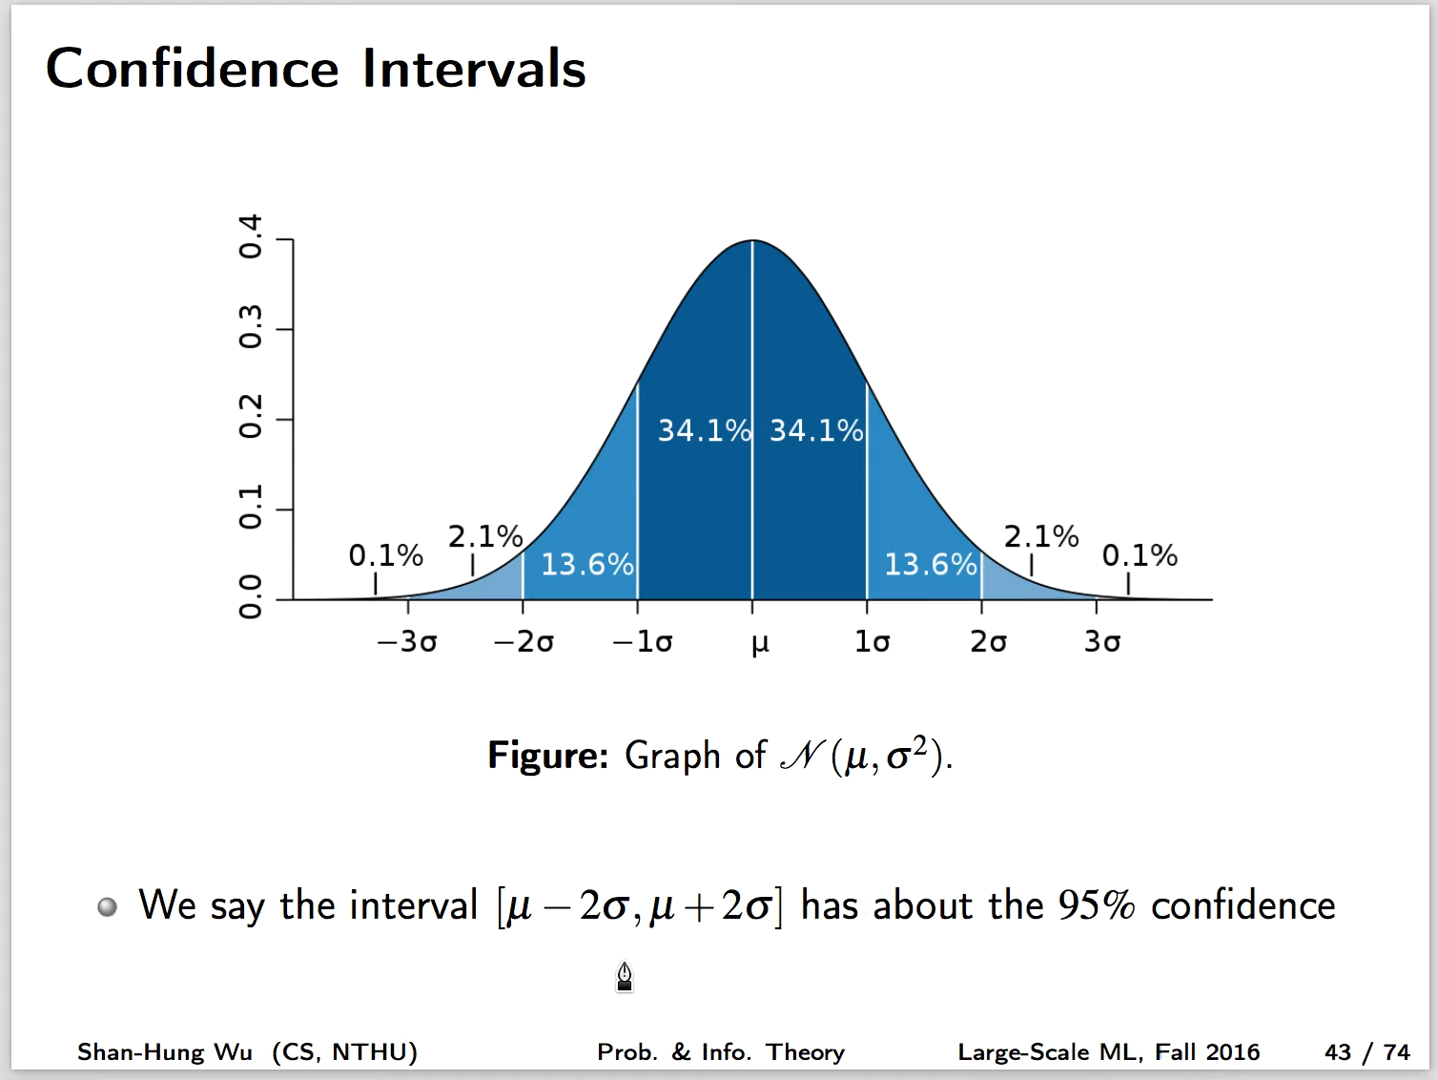 Confidence Intervals
0.4
0.3
0.2
0.1
0.0
34.1% 34.1%
0.1% 2.1% 13.6% 13.6% 2.1% 0.1%
−3σ −2σ −1σ μ 1σ 2σ 3σ
Figure: Graph of 𝒩(μ, σ²).
We say the interval [μ − 2σ, μ + 2σ] has about the 95% confidence
Shan-Hung Wu (CS, NTHU) Prob. & Info. Theory Large-Scale ML, Fall 2016 43 / 74